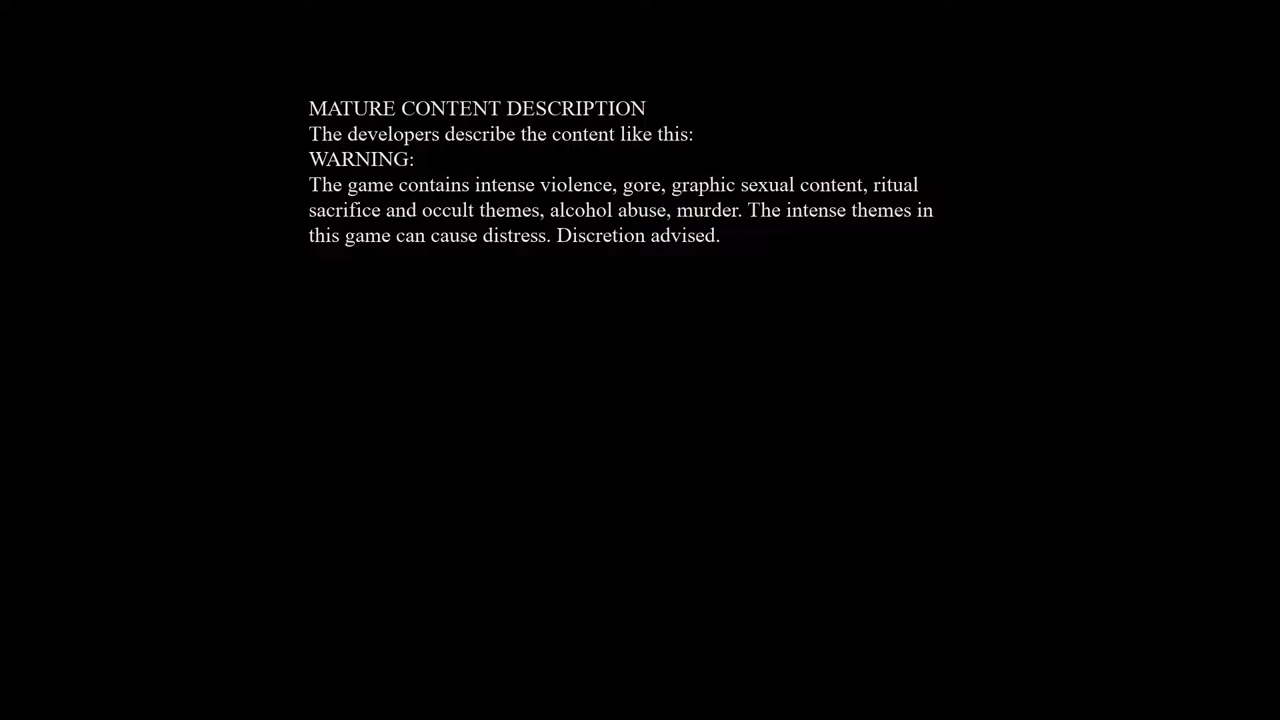 MATURE CONTENT DESCRIPTION
The developers describe the content like this:
WARNING:
The game contains intense violence, gore, graphic sexual content, ritual
sacrifice and occult themes, alcohol abuse, murder. The intense themes in
this game can cause distress. Discretion advised.